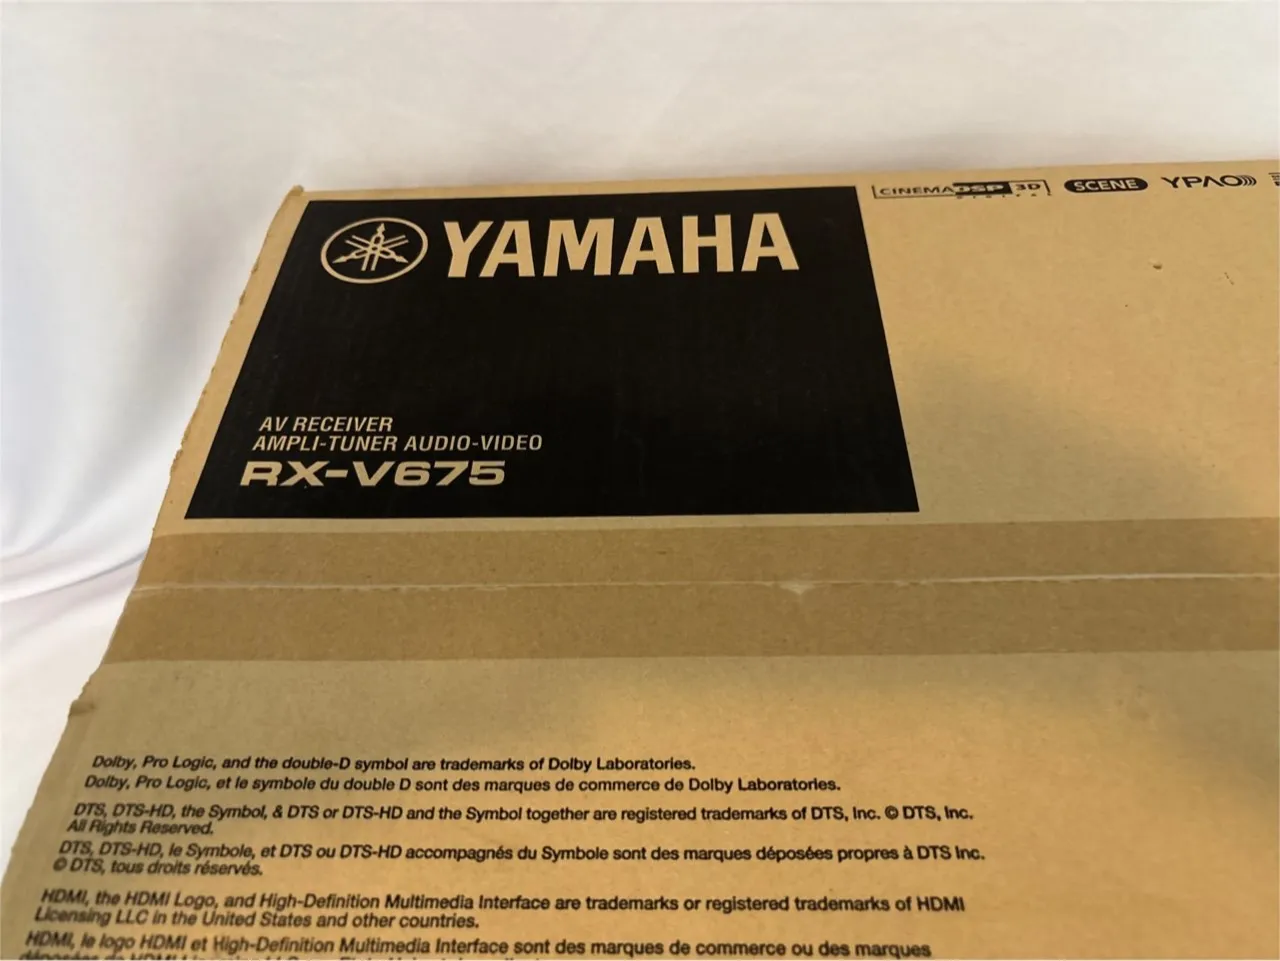 CINEMA DSP 3D
DIGITAL
SCENE
YPAO
YAMAHA
AV RECEIVER
AMPLI-TUNER AUDIO-VIDEO
RX-V675
Dolby, Pro Logic, and the double-D symbol are trademarks of Dolby Laboratories.
Dolby, Pro Logic, et le symbole du double D sont des marques de commerce de Dolby Laboratories.
DTS, DTS-HD, the Symbol, & DTS or DTS-HD and the Symbol together are registered trademarks of DTS, Inc. © DTS, Inc.
All Rights Reserved.
DTS, DTS-HD, le Symbole, et DTS ou DTS-HD accompagnés du Symbole sont des marques déposées propres à DTS Inc.
© DTS, tous droits réservés.
HDMI, the HDMI Logo, and High-Definition Multimedia Interface are trademarks or registered trademarks of HDMI
Licensing LLC in the United States and other countries.
HDMI, le logo HDMI et High-Definition Multimedia Interface sont des marques de commerce ou des marques
déposées de HDMI